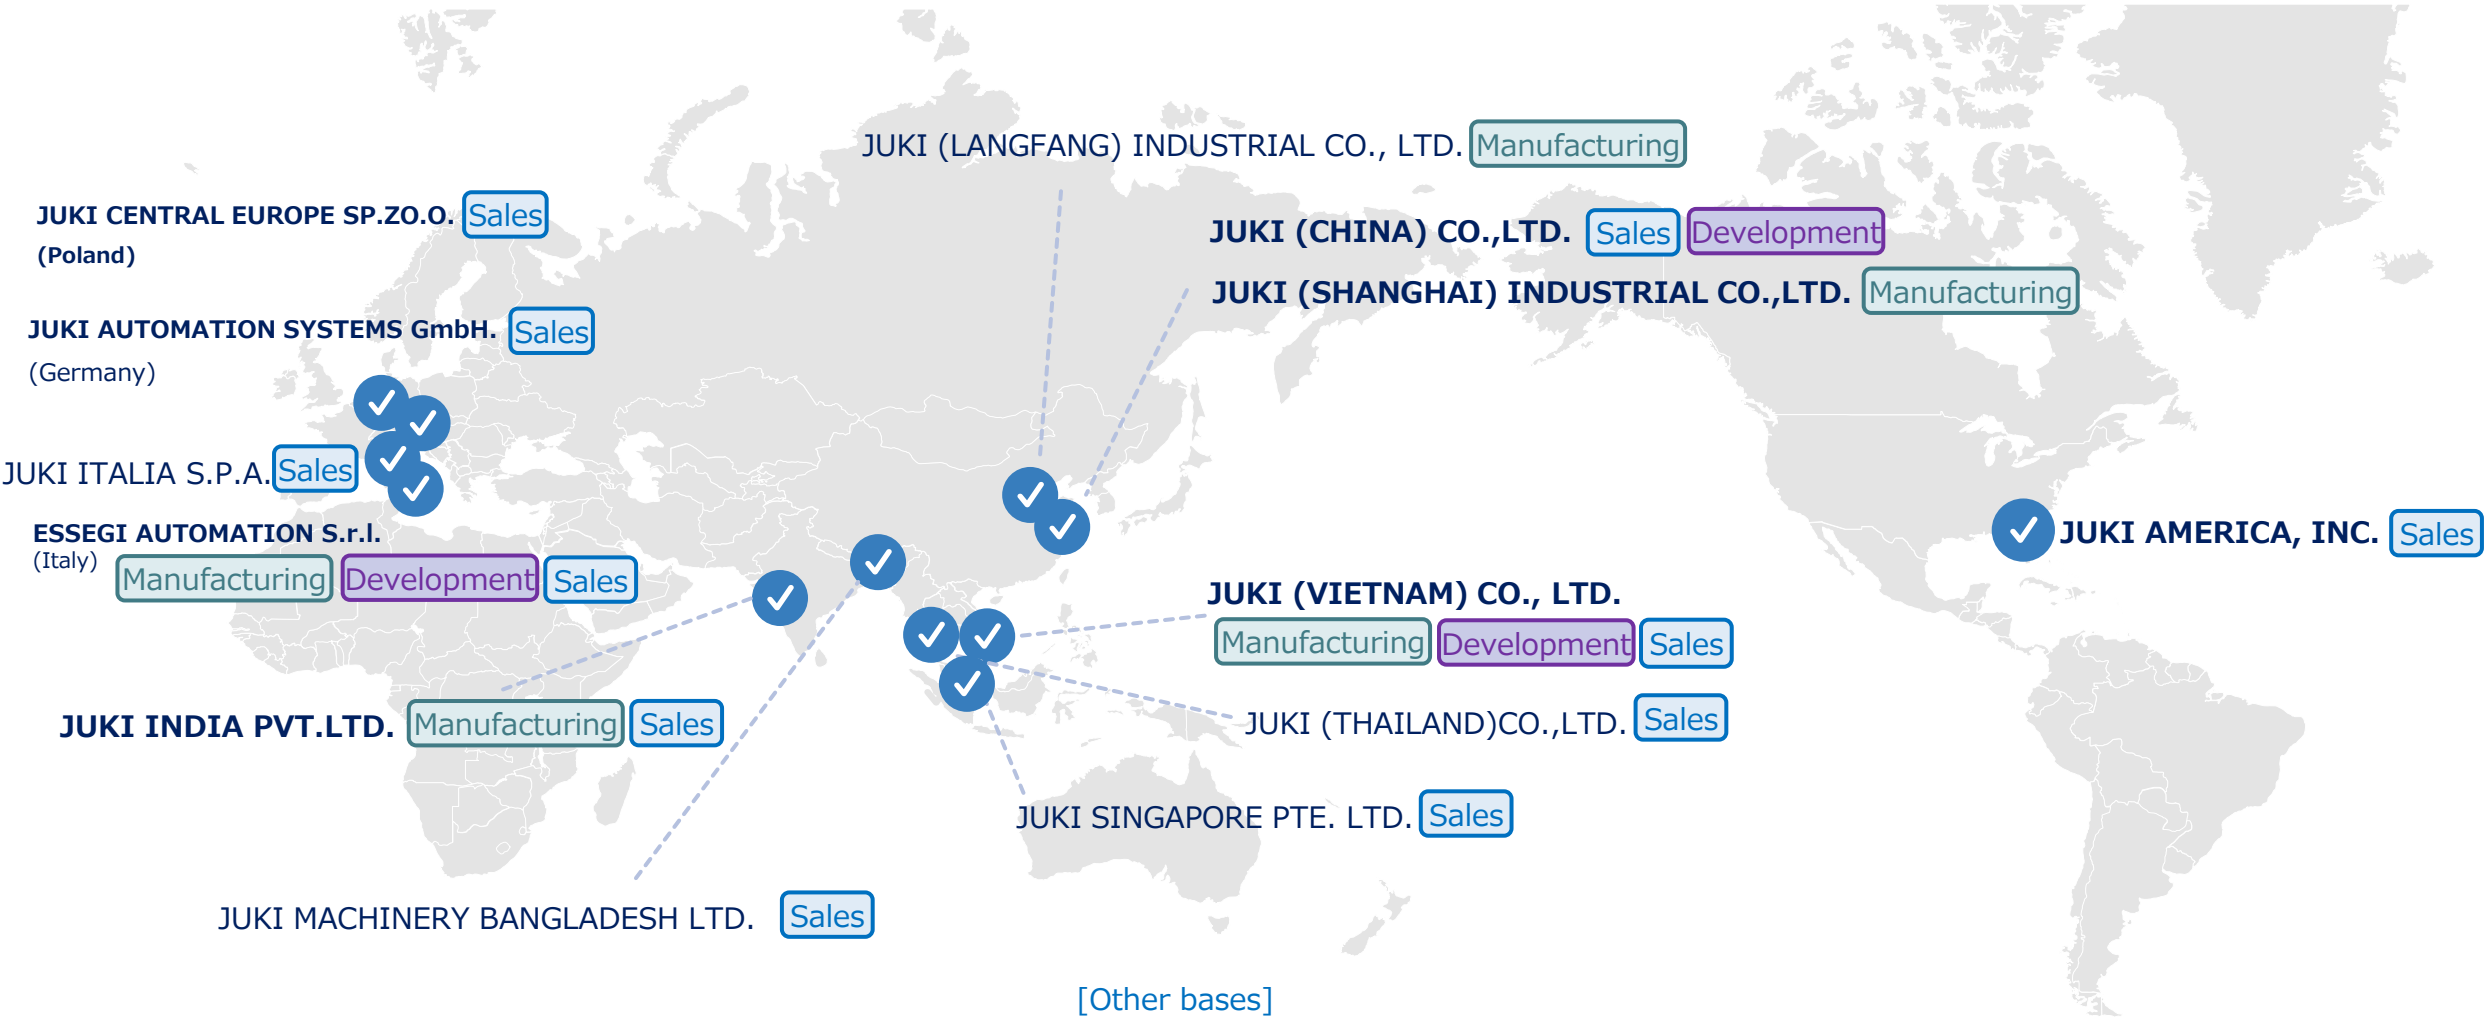 JUKI (LANGFANG) INDUSTRIAL CO., LTD. Manufacturing
JUKI CENTRAL EUROPE SP.ZO.O. Sales
(Poland)
JUKI (CHINA) CO.,LTD. Sales Development
JUKI (SHANGHAI) INDUSTRIAL CO.,LTD. Manufacturing
JUKI AUTOMATION SYSTEMS GmbH. Sales
(Germany)
JUKI ITALIA S.P.A. Sales
ESSEGI AUTOMATION S.r.l.
(Italy) Manufacturing Development Sales
JUKI AMERICA, INC. Sales
JUKI (VIETNAM) CO., LTD.
Manufacturing Development Sales
JUKI INDIA PVT.LTD. Manufacturing Sales
JUKI (THAILAND)CO.,LTD. Sales
JUKI SINGAPORE PTE. LTD. Sales
JUKI MACHINERY BANGLADESH LTD. Sales
[Other bases]